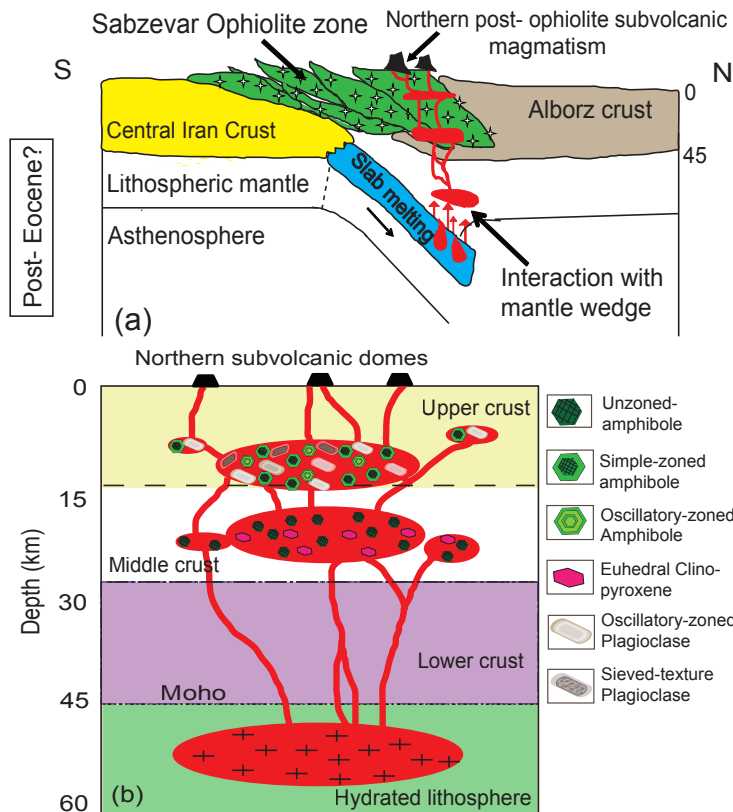 Sabzevar Ophiolite zone
Northern post- ophiolite subvolcanic
magmatism
S
N
0
45
Central Iran Crust
Alborz crust
Lithospheric mantle
Slab melting
Asthenosphere
Post- Eocene?
Interaction with
mantle wedge
(a)
Northern subvolcanic domes
0
15
30
45
60
Depth (km)
Upper crust
Middle crust
Lower crust
Moho
Hydrated lithosphere
(b)
Unzoned-
amphibole
Simple-zoned
amphibole
Oscillatory-zoned
Amphibole
Euhedral Clino-
pyroxene
Oscillatory-zoned
Plagioclase
Sieved-texture
Plagioclase